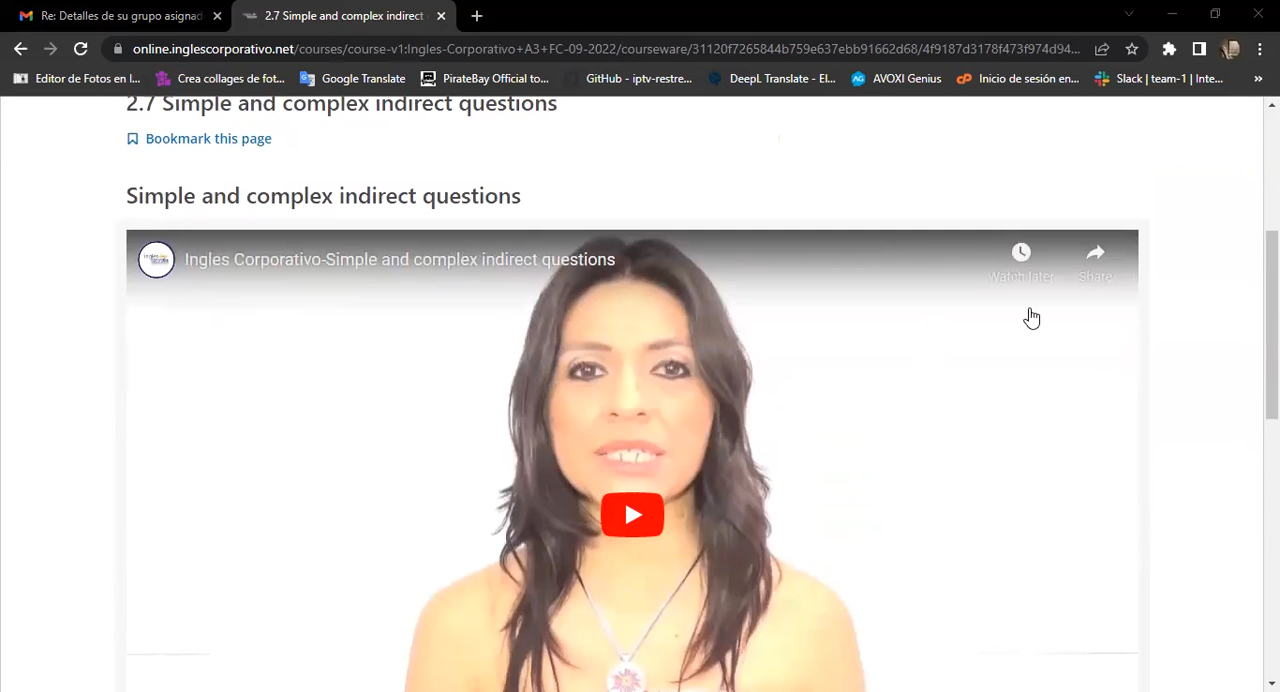 Re: Detalles de su grupo asignad
2.7 Simple and complex indirect
online.inglescorporativo.net/courses/course-v1:Ingles-Corporativo+A3+FC-09-2022/courseware/31120f7265844b759e637ebb91662d68/4f9187d3178f473f974d94...
Editor de Fotos en l...
Crea collages de fot...
Google Translate
PirateBay Official to...
GitHub - iptv-restre...
DeepL Translate - El...
AVOXI Genius
Inicio de sesión en...
Slack | team-1 | Inte...
2.7 Simple and complex indirect questions
Bookmark this page
Simple and complex indirect questions
Ingles Corporativo-Simple and complex indirect questions
Watch later
Share